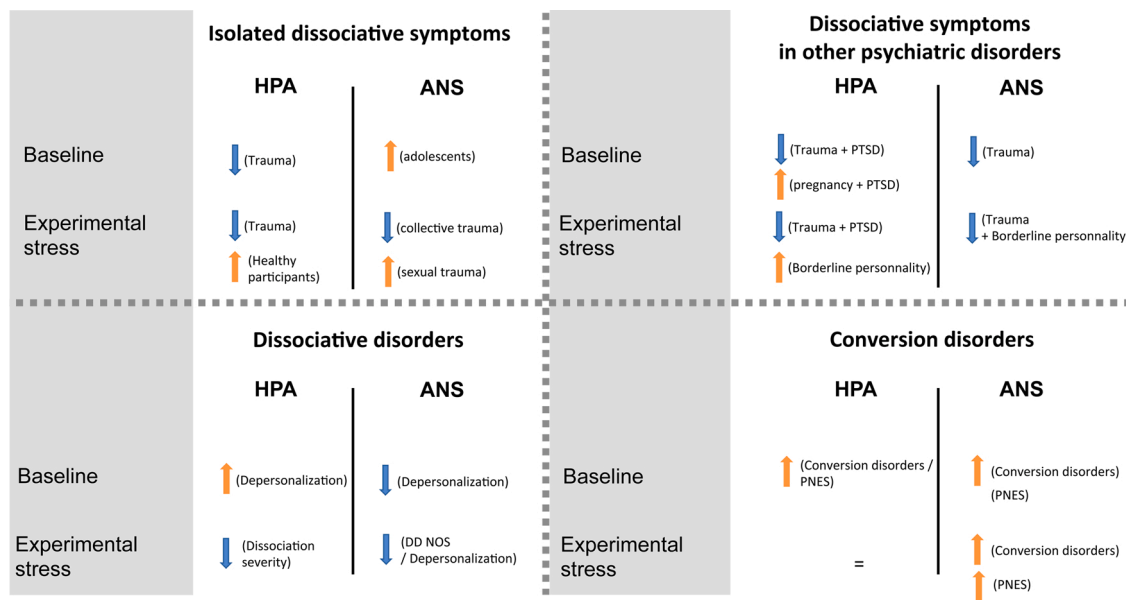 Isolated dissociative symptoms
HPA
ANS
Baseline
(Trauma)
(adolescents)
Experimental
stress
(Trauma)
(collective trauma)
(Healthy
participants)
(sexual trauma)
Dissociative symptoms
in other psychiatric disorders
HPA
ANS
Baseline
(Trauma + PTSD)
(Trauma)
(pregnancy + PTSD)
Experimental
stress
(Trauma + PTSD)
(Trauma
+ Borderline personnality)
(Borderline personnality)
Dissociative disorders
HPA
ANS
Baseline
(Depersonalization)
(Depersonalization)
Experimental
stress
(Dissociation
severity)
(DD NOS
/ Depersonalization)
Conversion disorders
HPA
ANS
Baseline
(Conversion disorders /
PNES)
(Conversion disorders)
(PNES)
Experimental
stress
=
(Conversion disorders)
(PNES)